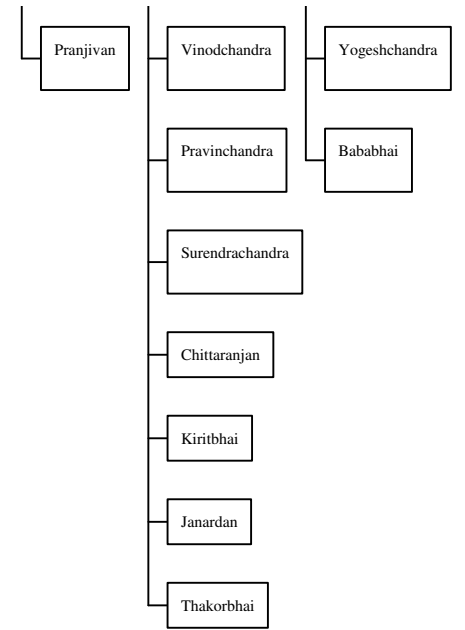 Pranjivan
Vinodchandra
Yogeshchandra
Pravinchandra
Bababhai
Surendrachandra
Chittaranjan
Kiritbhai
Janardan
Thakorbhai